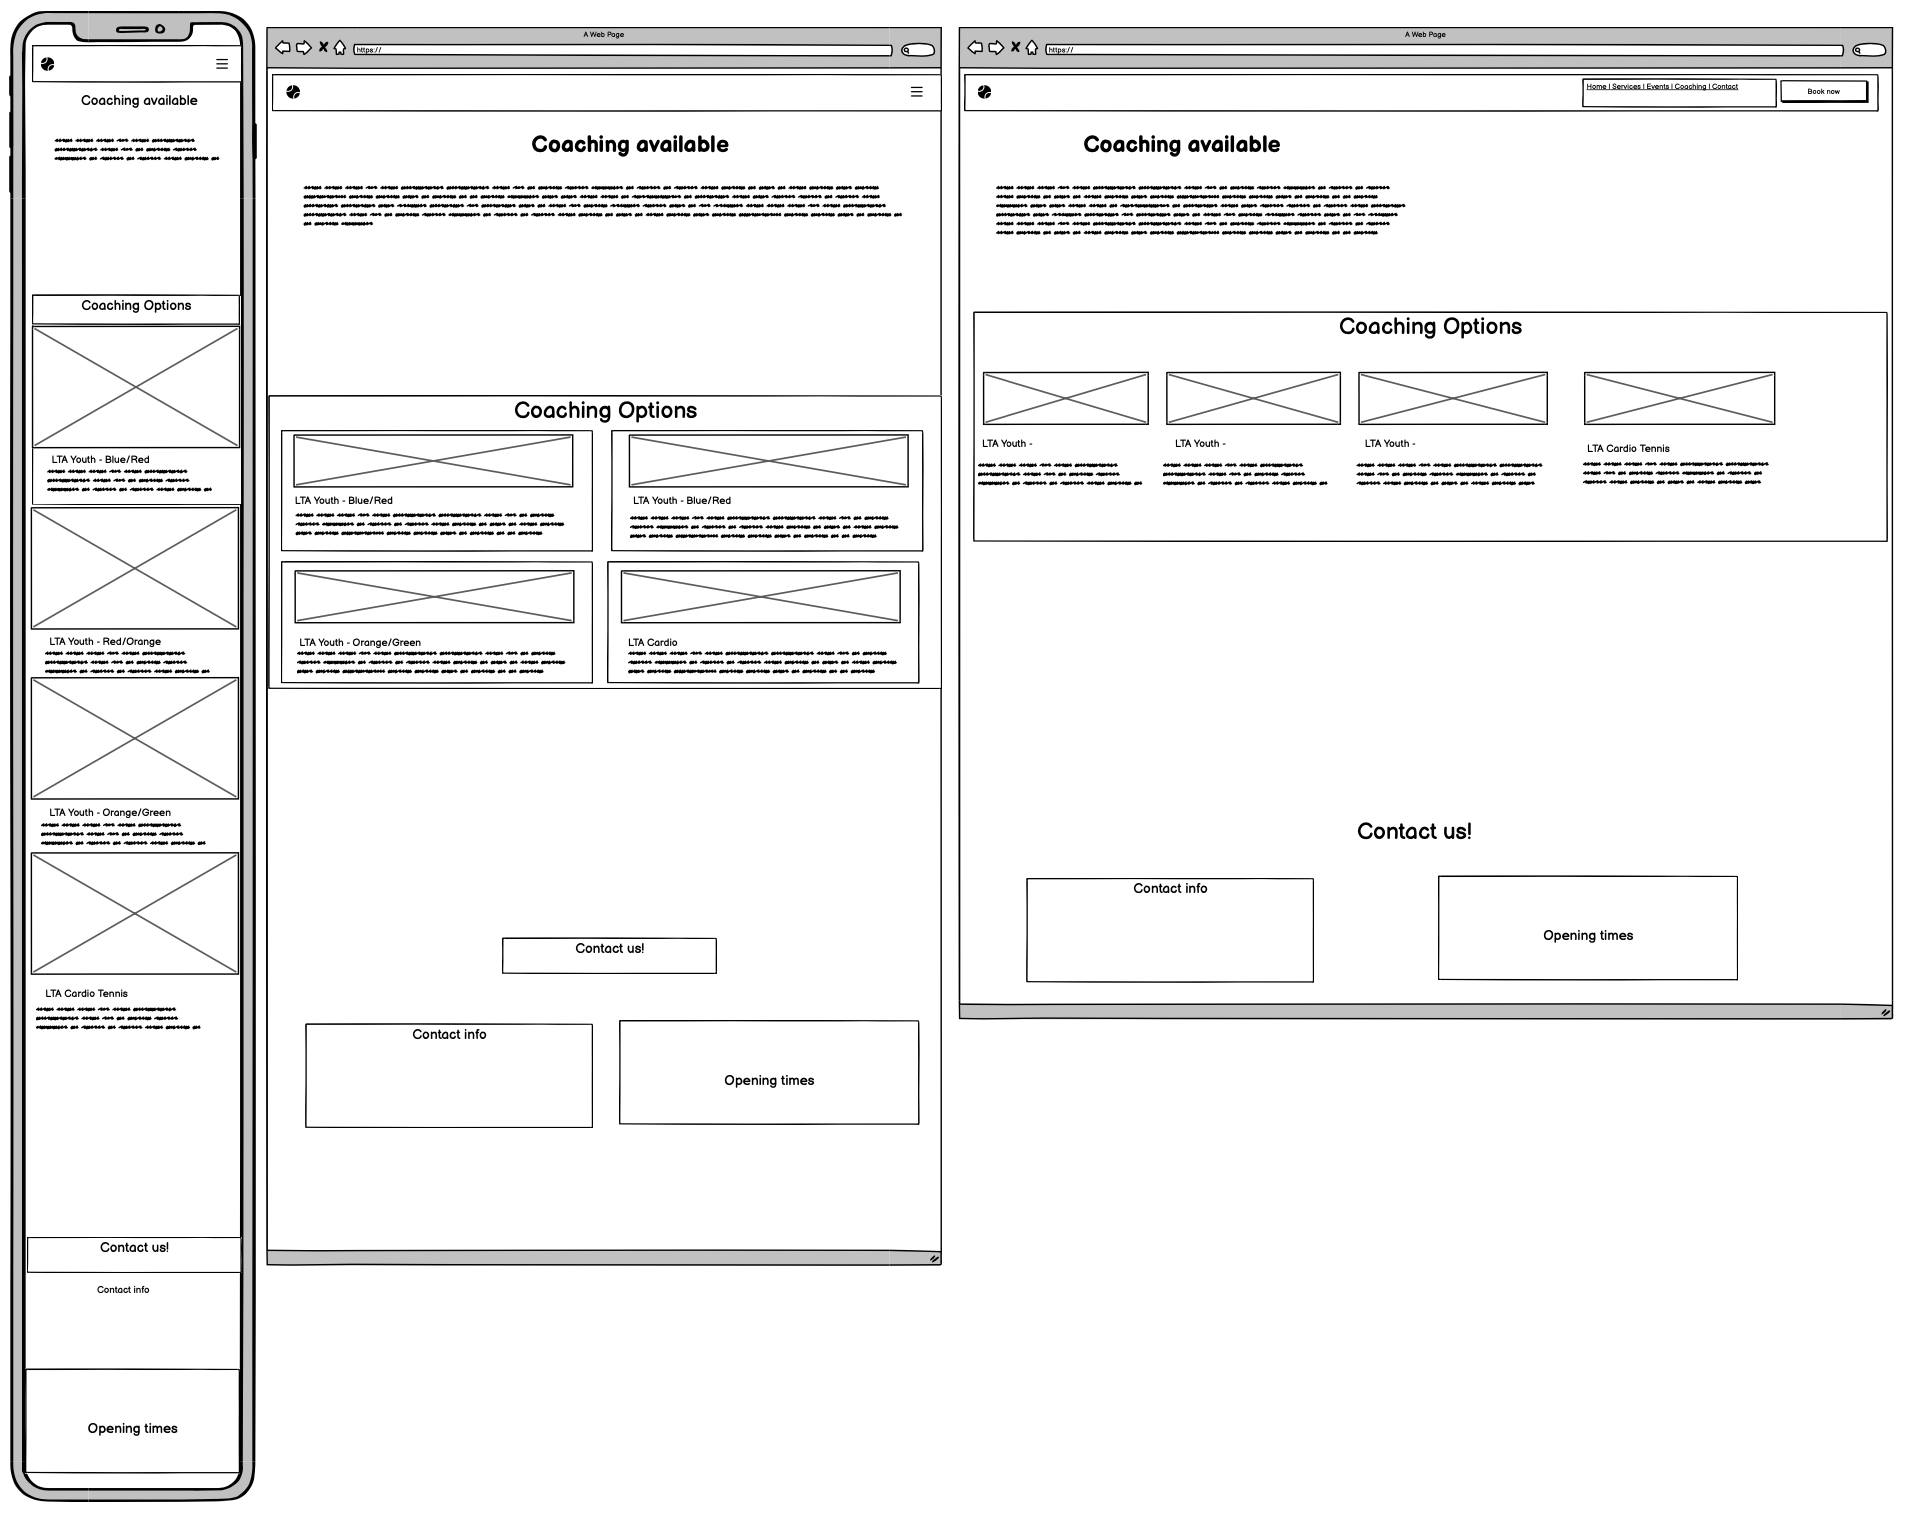 Coaching available
Coaching Options
LTA Youth - Blue/Red
LTA Youth - Red/Orange
LTA Youth - Orange/Green
LTA Cardio Tennis
Contact us!
Contact info
Opening times
A Web Page
https://
Coaching available
Coaching Options
LTA Youth - Blue/Red
LTA Youth - Blue/Red
LTA Youth - Orange/Green
LTA Cardio
Contact us!
Contact info
Opening times
A Web Page
https://
Home | Services | Events | Coaching | Contact
Book now
Coaching available
Coaching Options
LTA Youth -
LTA Youth -
LTA Youth -
LTA Cardio Tennis
Contact us!
Contact info
Opening times